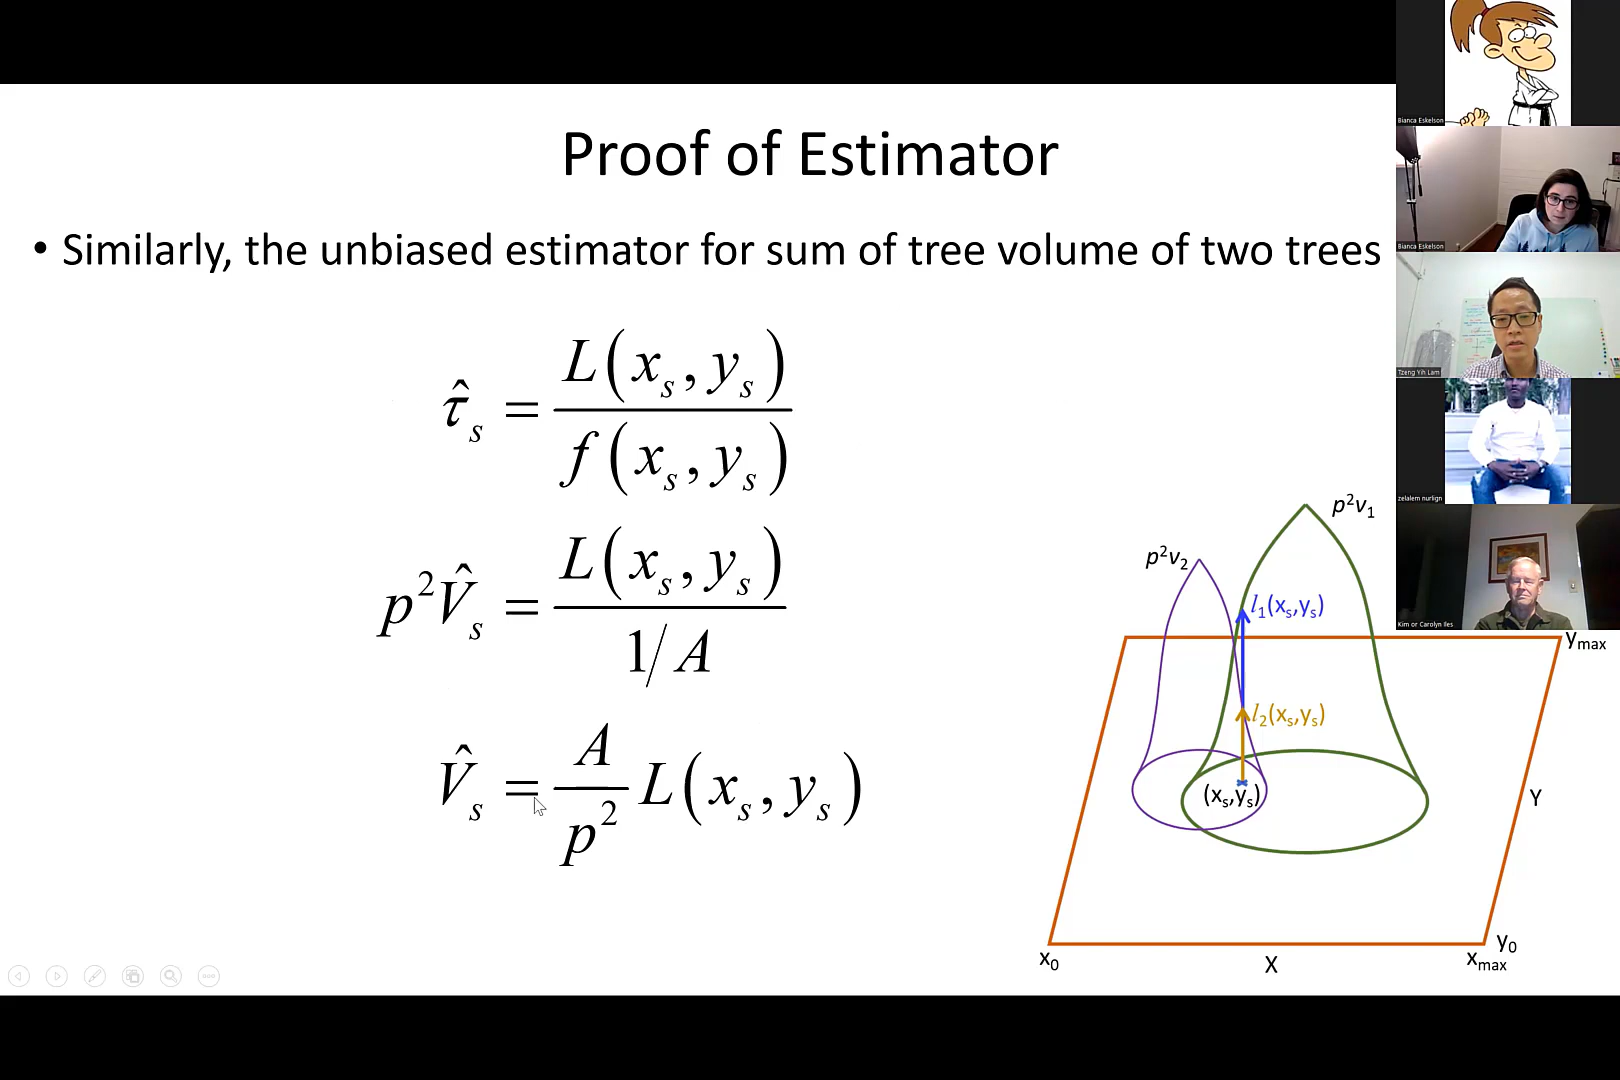 Proof of Estimator
• Similarly, the unbiased estimator for sum of tree volume of two trees
τ̂ₛ = L(xₛ, yₛ) / f(xₛ, yₛ)
p²V̂ₛ = L(xₛ, yₛ) / (1/A)
V̂ₛ = (A / p²) L(xₛ, yₛ)
p²v₁
p²v₂
l₁(xₛ,yₛ)
l₂(xₛ,yₛ)
(xₛ,yₛ)
yₘₐₓ
Y
y₀
x₀
X
xₘₐₓ
Bianca Eskelson
Bianca Eskelson
Tzeng Yih Lam
zelalem nurlign
Kim or Carolyn Iles